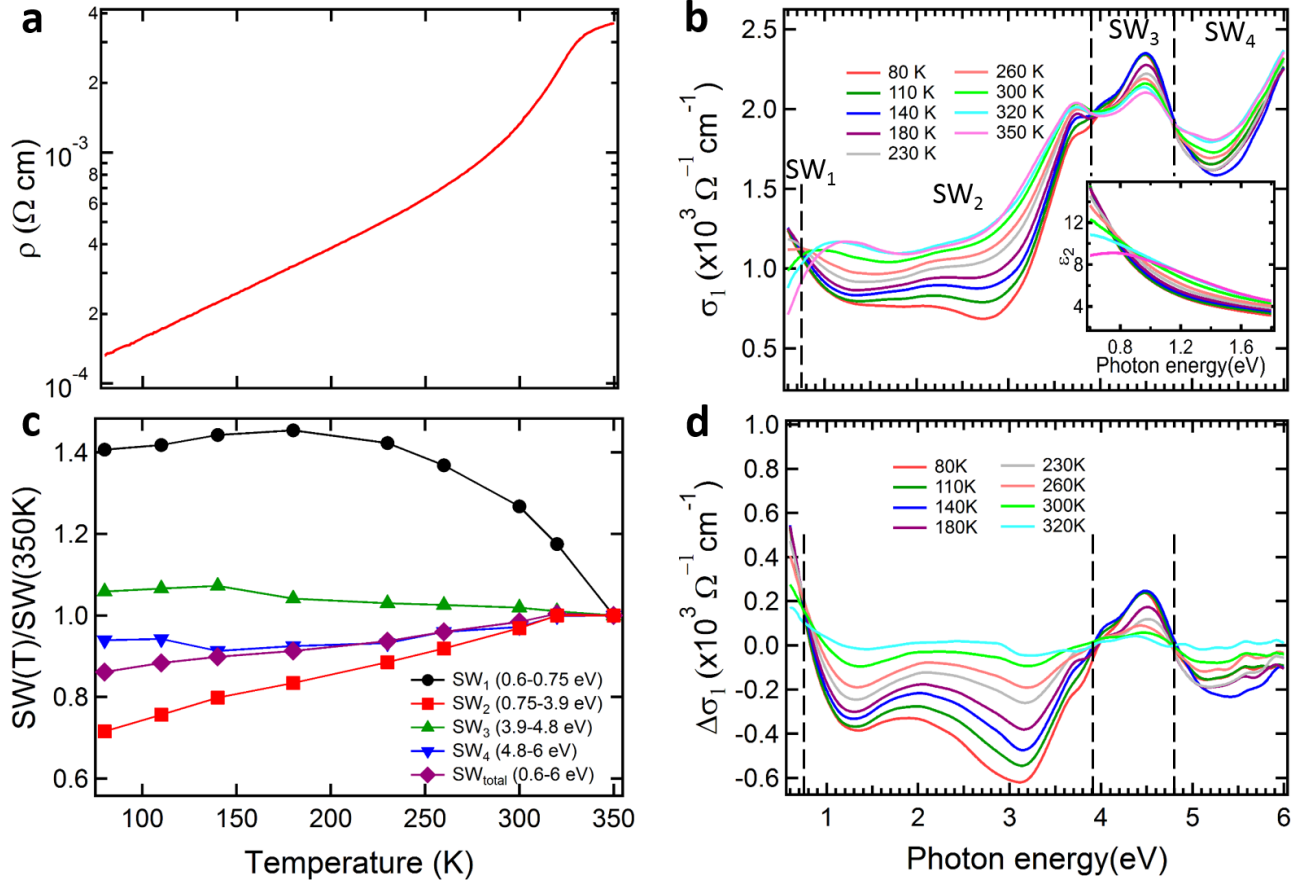 a
ρ (Ω cm)
4
2
10⁻³
8
6
4
2
10⁻⁴
b
σ₁ (x10³ Ω⁻¹ cm⁻¹)
2.5
2.0
1.5
1.0
0.5
SW₁
SW₂
SW₃
SW₄
80 K
110 K
140 K
180 K
230 K
260 K
300 K
320 K
350 K
ε₂
12
8
4
0.8 1.2 1.6
Photon energy(eV)
c
SW(T)/SW(350K)
1.4
1.2
1.0
0.8
0.6
SW₁ (0.6-0.75 eV)
SW₂ (0.75-3.9 eV)
SW₃ (3.9-4.8 eV)
SW₄ (4.8-6 eV)
SW_total (0.6-6 eV)
100 150 200 250 300 350
Temperature (K)
d
Δσ₁ (x10³ Ω⁻¹ cm⁻¹)
1.0
0.8
0.6
0.4
0.2
0.0
-0.2
-0.4
-0.6
80K
110K
140K
180K
230K
260K
300K
320K
1 2 3 4 5 6
Photon energy(eV)